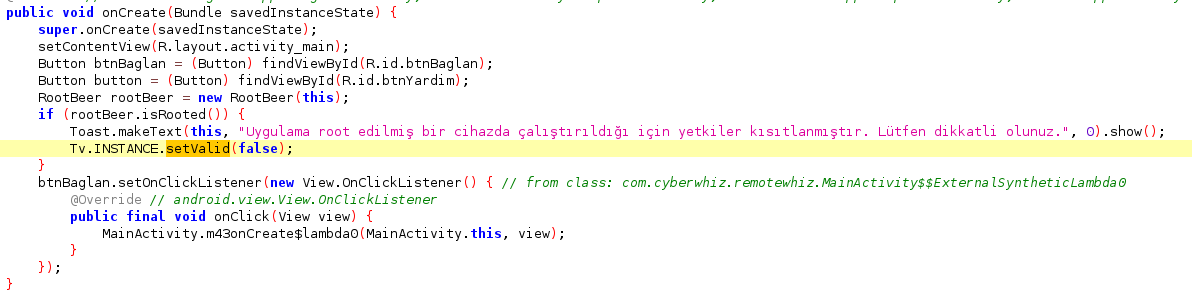 public void onCreate(Bundle savedInstanceState) {
super.onCreate(savedInstanceState);
setContentView(R.layout.activity_main);
Button btnBaglan = (Button) findViewById(R.id.btnBaglan);
Button button = (Button) findViewById(R.id.btnYardim);
RootBeer rootBeer = new RootBeer(this);
if (rootBeer.isRooted()) {
Toast.makeText(this, "Uygulama root edilmiş bir cihazda çalıştırıldığı için yetkiler kısıtlanmıştır. Lütfen dikkatli olunuz.", 0).show();
Tv.INSTANCE.setValid(false);
}
btnBaglan.setOnClickListener(new View.OnClickListener() { // from class: com.cyberwhiz.remotewhiz.MainActivity$$ExternalSyntheticLambda0
@Override // android.view.View.OnClickListener
public final void onClick(View view) {
MainActivity.m43onCreate$lambda0(MainActivity.this, view);
}
});
}